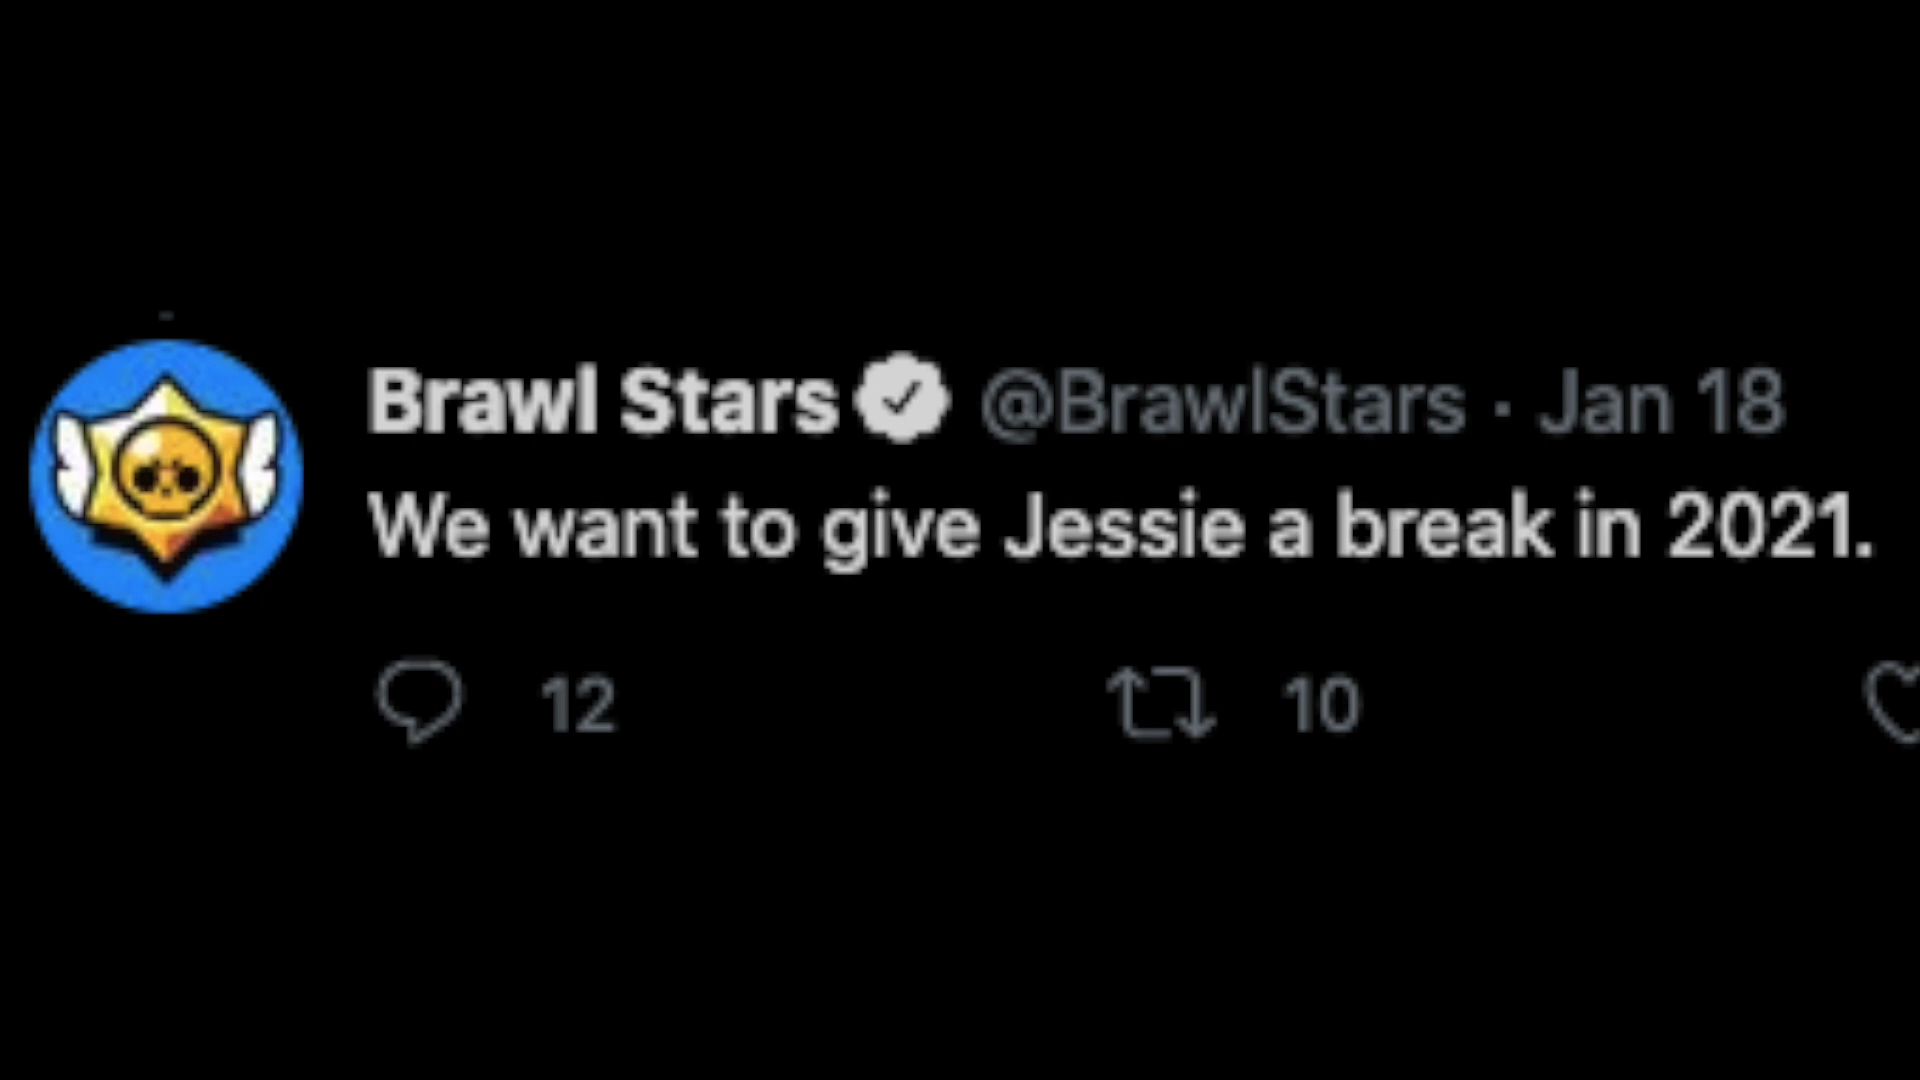 Brawl Stars @BrawlStars · Jan 18
We want to give Jessie a break in 2021.
12 10